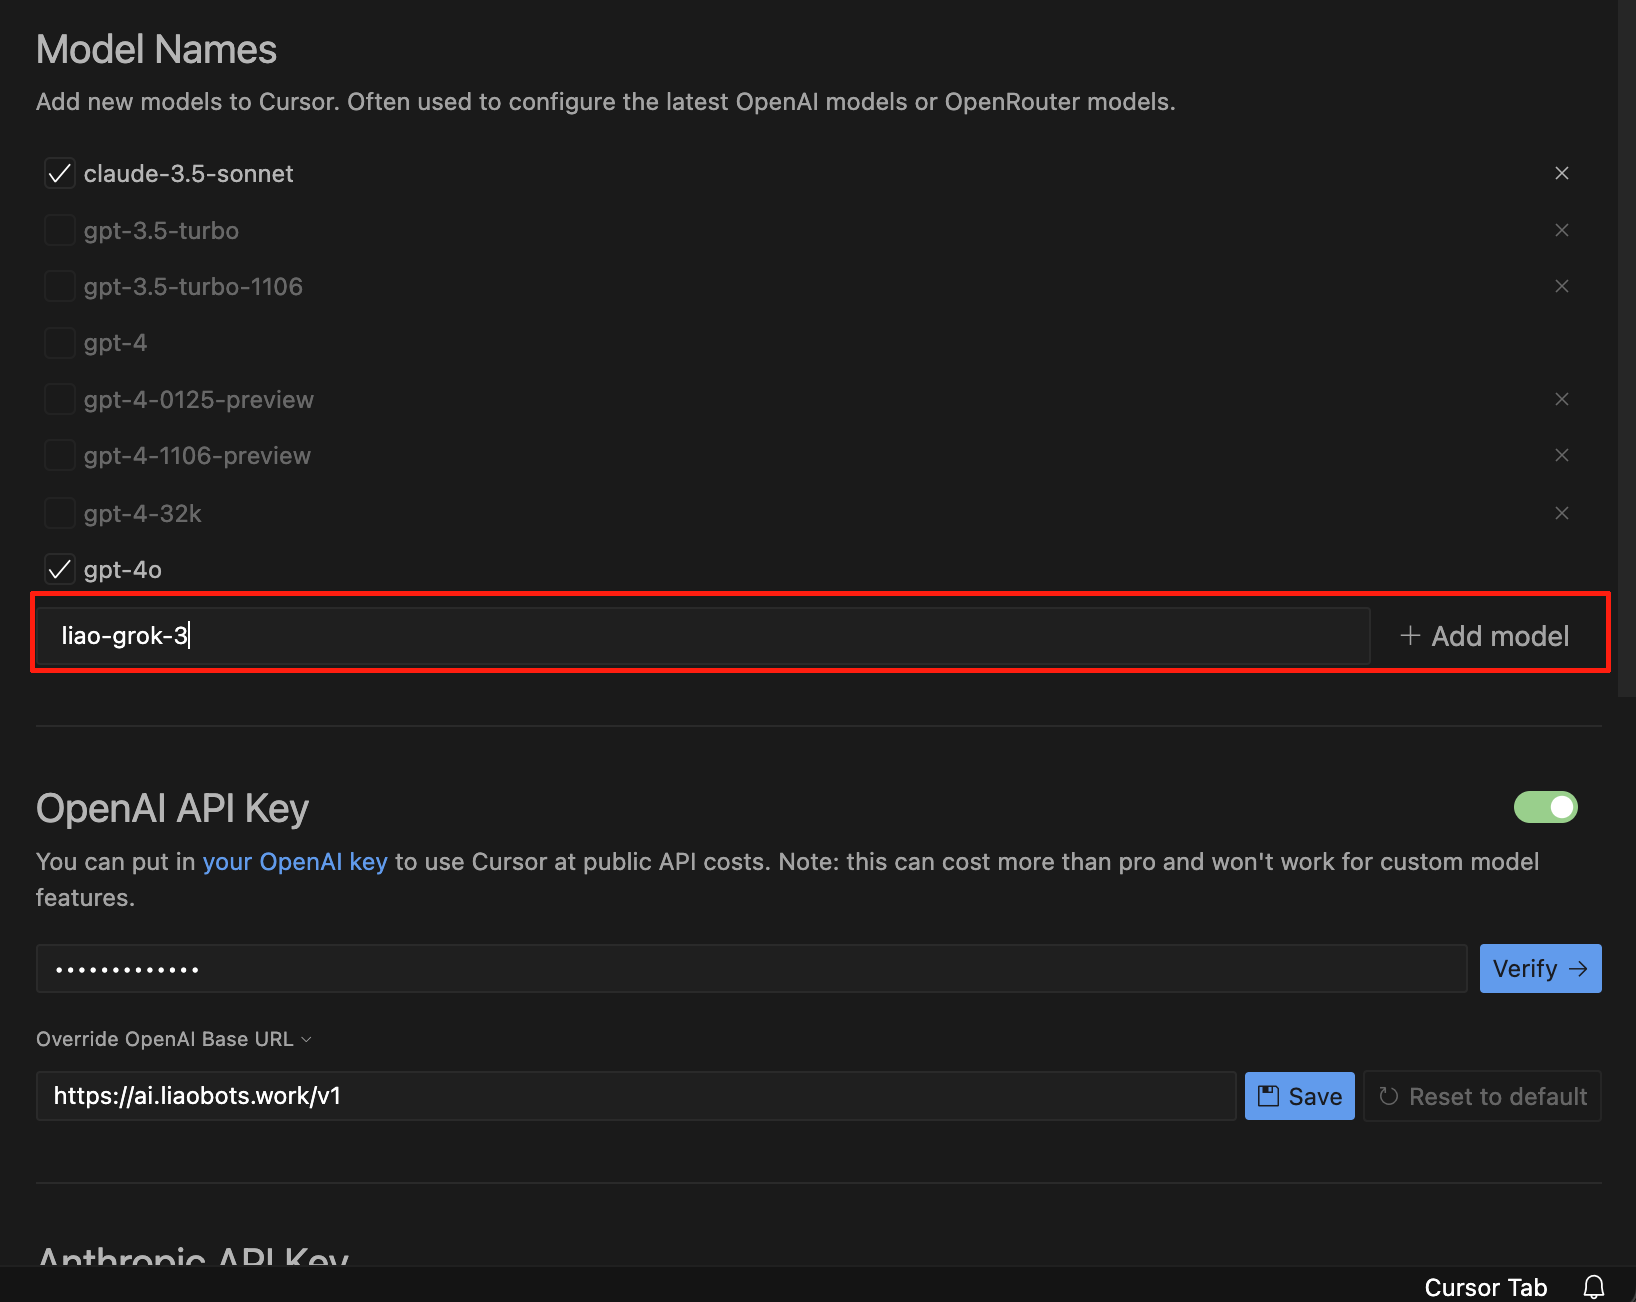 Model Names
Add new models to Cursor. Often used to configure the latest OpenAI models or OpenRouter models.
claude-3.5-sonnet
gpt-3.5-turbo
gpt-3.5-turbo-1106
gpt-4
gpt-4-0125-preview
gpt-4-1106-preview
gpt-4-32k
gpt-4o
liao-grok-3
+ Add model
OpenAI API Key
You can put in your OpenAI key to use Cursor at public API costs. Note: this can cost more than pro and won't work for custom model
features.
•••••••••••••
Verify →
Override OpenAI Base URL
https://ai.liaobots.work/v1
Save
Reset to default
Anthropic API Key
Cursor Tab